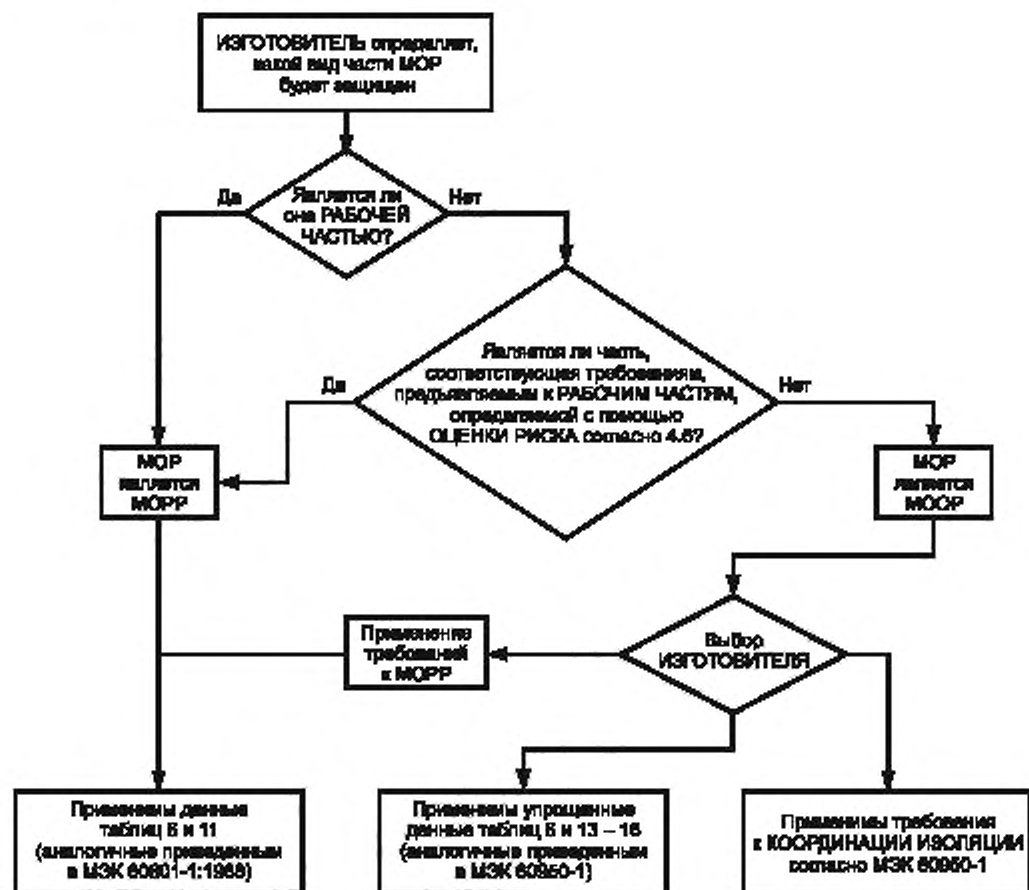 ИЗГОТОВИТЕЛЬ определяет,
какой вид части МОР
будет защищен
Да
Является ли
она РАБОЧЕЙ
ЧАСТЬЮ?
Нет
Является ли часть,
соответствующая требованиям,
предъявляемым к РАБОЧИМ ЧАСТЯМ,
определяемой с помощью
ОЦЕНКИ РИСКА согласно 4.6?
Да
Нет
МОР
является
МОРР
МОР
является
МООР
Применение
требований
к МОРР
Выбор
ИЗГОТОВИТЕЛЯ
Применимы данные
таблиц 6 и 11
(аналогичные приведенным
в МЭК 60601-1:1988)
Применимы упрощенные
данные таблиц 6 и 13 – 16
(аналогичные приведенным
в МЭК 60950-1)
Применимы требования
к КООРДИНАЦИИ ИЗОЛЯЦИИ
согласно МЭК 60950-1